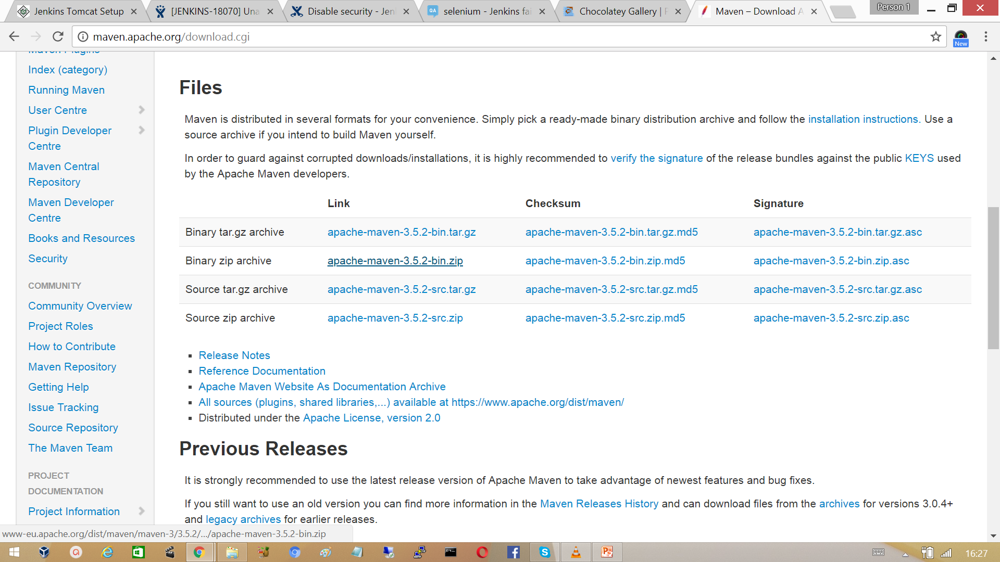 Jenkins Tomcat Setup
[JENKINS-18070] Una
Disable security - Jen
selenium - Jenkins fai
Chocolatey Gallery |
Maven – Download A
Person 1
maven.apache.org/download.cgi
New
Maven Plugins
Index (category)
Running Maven
User Centre
Plugin Developer
Centre
Maven Central
Repository
Maven Developer
Centre
Books and Resources
Security
COMMUNITY
Community Overview
Project Roles
How to Contribute
Maven Repository
Getting Help
Issue Tracking
Source Repository
The Maven Team
PROJECT
DOCUMENTATION
Project Information
Files
Maven is distributed in several formats for your convenience. Simply pick a ready-made binary distribution archive and follow the installation instructions. Use a
source archive if you intend to build Maven yourself.
In order to guard against corrupted downloads/installations, it is highly recommended to verify the signature of the release bundles against the public KEYS used
by the Apache Maven developers.
Link Checksum Signature
Binary tar.gz archive apache-maven-3.5.2-bin.tar.gz apache-maven-3.5.2-bin.tar.gz.md5 apache-maven-3.5.2-bin.tar.gz.asc
Binary zip archive apache-maven-3.5.2-bin.zip apache-maven-3.5.2-bin.zip.md5 apache-maven-3.5.2-bin.zip.asc
Source tar.gz archive apache-maven-3.5.2-src.tar.gz apache-maven-3.5.2-src.tar.gz.md5 apache-maven-3.5.2-src.tar.gz.asc
Source zip archive apache-maven-3.5.2-src.zip apache-maven-3.5.2-src.zip.md5 apache-maven-3.5.2-src.zip.asc
Release Notes
Reference Documentation
Apache Maven Website As Documentation Archive
All sources (plugins, shared libraries,...) available at https://www.apache.org/dist/maven/
Distributed under the Apache License, version 2.0
Previous Releases
It is strongly recommended to use the latest release version of Apache Maven to take advantage of newest features and bug fixes.
If you still want to use an old version you can find more information in the Maven Releases History and can download files from the archives for versions 3.0.4+
and legacy archives for earlier releases.
www-eu.apache.org/dist/maven/maven-3/3.5.2/.../apache-maven-3.5.2-bin.zip
16:27